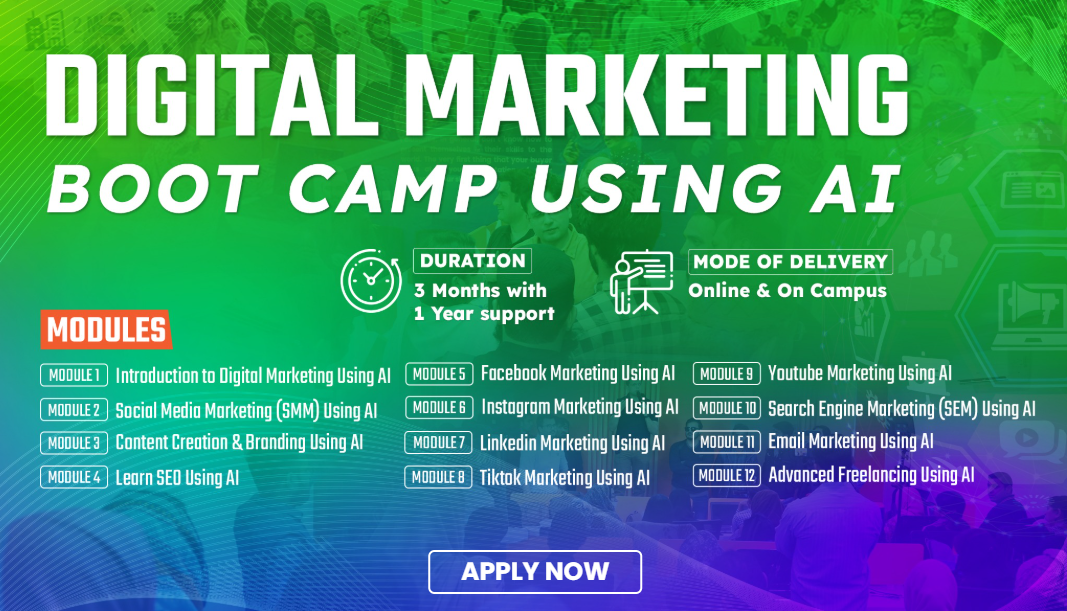 DIGITAL MARKETING
BOOT CAMP USING AI
DURATION
3 Months with
1 Year support
MODE OF DELIVERY
Online & On Campus
MODULES
MODULE 1 Introduction to Digital Marketing Using AI
MODULE 2 Social Media Marketing (SMM) Using AI
MODULE 3 Content Creation & Branding Using AI
MODULE 4 Learn SEO Using AI
MODULE 5 Facebook Marketing Using AI
MODULE 6 Instagram Marketing Using AI
MODULE 7 Linkedin Marketing Using AI
MODULE 8 Tiktok Marketing Using AI
MODULE 9 Youtube Marketing Using AI
MODULE 10 Search Engine Marketing (SEM) Using AI
MODULE 11 Email Marketing Using AI
MODULE 12 Advanced Freelancing Using AI
APPLY NOW